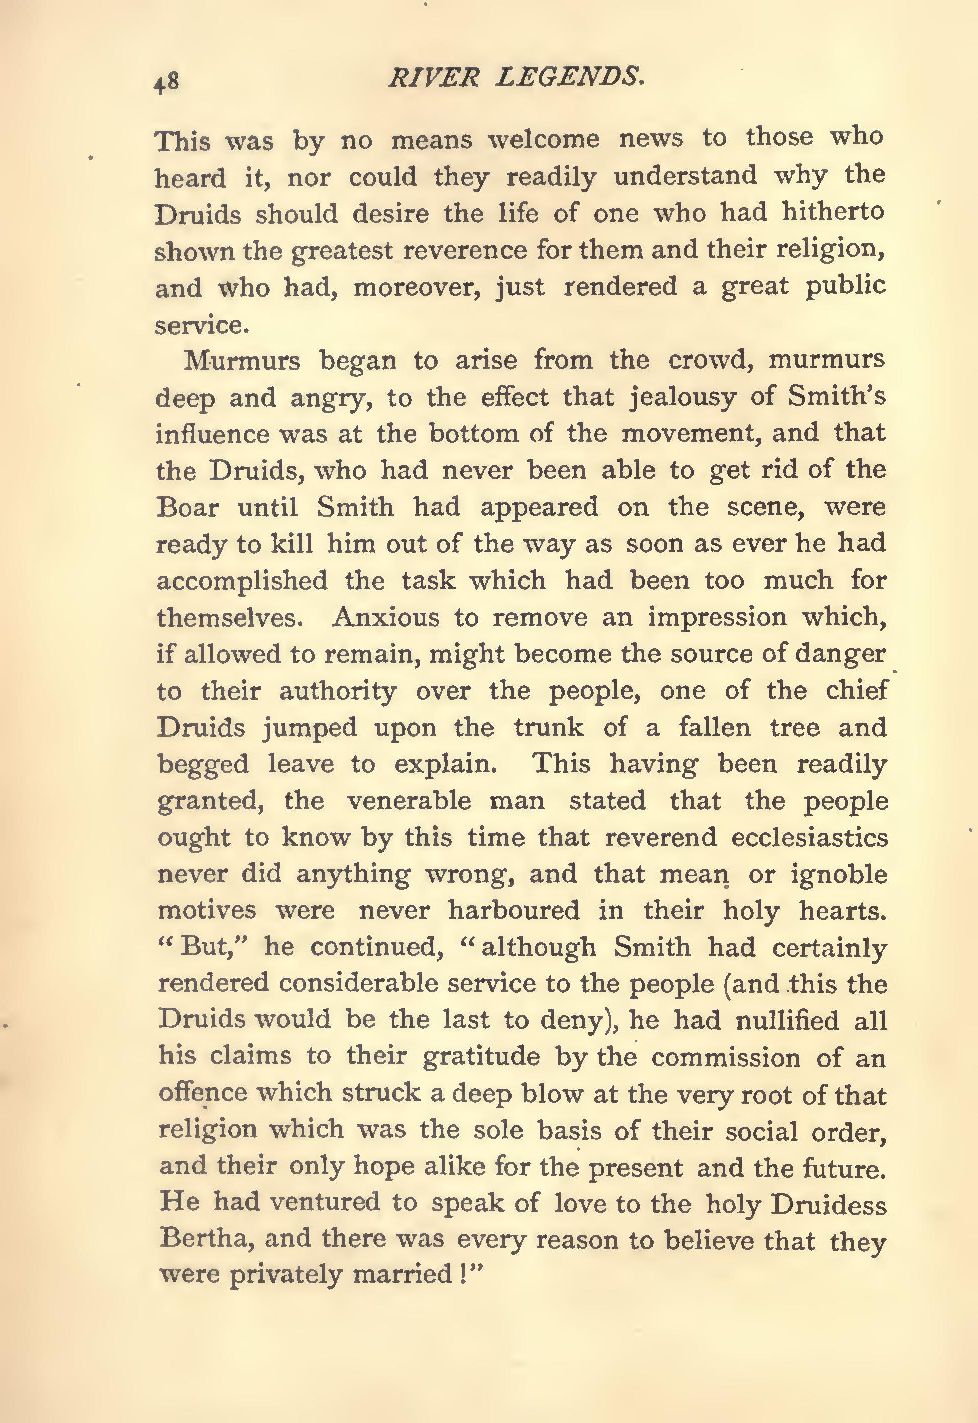 48 RIVER LEGENDS.
This was by no means welcome news to those who
heard it, nor could they readily understand why the
Druids should desire the life of one who had hitherto
shown the greatest reverence for them and their religion,
and who had, moreover, just rendered a great public
service.
Murmurs began to arise from the crowd, murmurs
deep and angry, to the effect that jealousy of Smith's
influence was at the bottom of the movement, and that
the Druids, who had never been able to get rid of the
Boar until Smith had appeared on the scene, were
ready to kill him out of the way as soon as ever he had
accomplished the task which had been too much for
themselves. Anxious to remove an impression which,
if allowed to remain, might become the source of danger
to their authority over the people, one of the chief
Druids jumped upon the trunk of a fallen tree and
begged leave to explain. This having been readily
granted, the venerable man stated that the people
ought to know by this time that reverend ecclesiastics
never did anything wrong, and that mean or ignoble
motives were never harboured in their holy hearts.
"But," he continued, "although Smith had certainly
rendered considerable service to the people (and this the
Druids would be the last to deny), he had nullified all
his claims to their gratitude by the commission of an
offence which struck a deep blow at the very root of that
religion which was the sole basis of their social order,
and their only hope alike for the present and the future.
He had ventured to speak of love to the holy Druidess
Bertha, and there was every reason to believe that they
were privately married!"